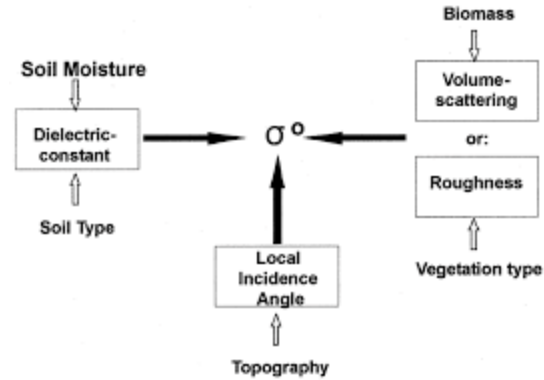 Biomass
Soil Moisture
Volume-
scattering
Dielectric-
constant
σ°
or:
Roughness
Soil Type
Local
Incidence
Angle
Vegetation type
Topography